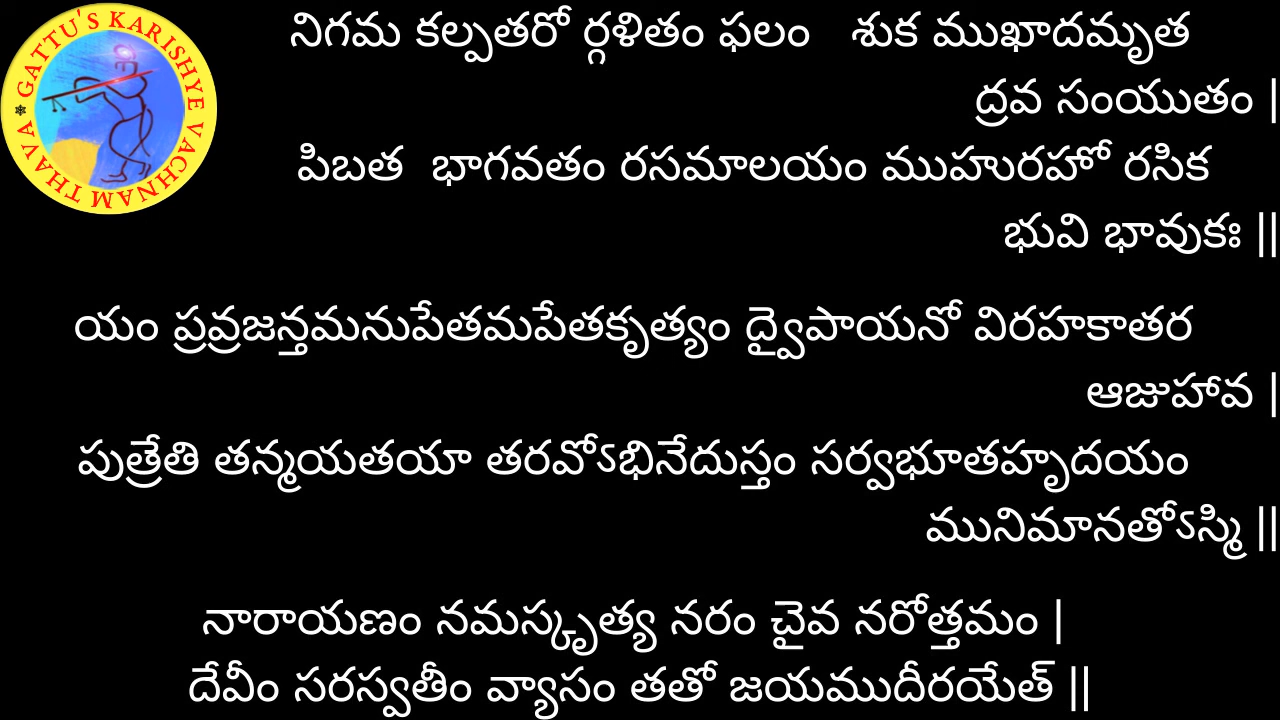 GATTU'S KARISHYE VACHNAM THAVA
నిగమ కల్పతరో ర్గళితం ఫలం శుక ముఖాదమృత
ద్రవ సంయుతం |
పిబత భాగవతం రసమాలయం ముహురహో రసిక
భువి భావుకః ||
యం ప్రవ్రజన్తమనుపేతమపేతకృత్యం ద్వైపాయనో విరహకాతర
ఆజుహావ |
పుత్రేతి తన్మయతయా తరవోఽభినేదుస్తం సర్వభూతహృదయం
మునిమానతోఽస్మి ||
నారాయణం నమస్కృత్య నరం చైవ నరోత్తమం |
దేవీం సరస్వతీం వ్యాసం తతో జయముదీరయేత్ ||